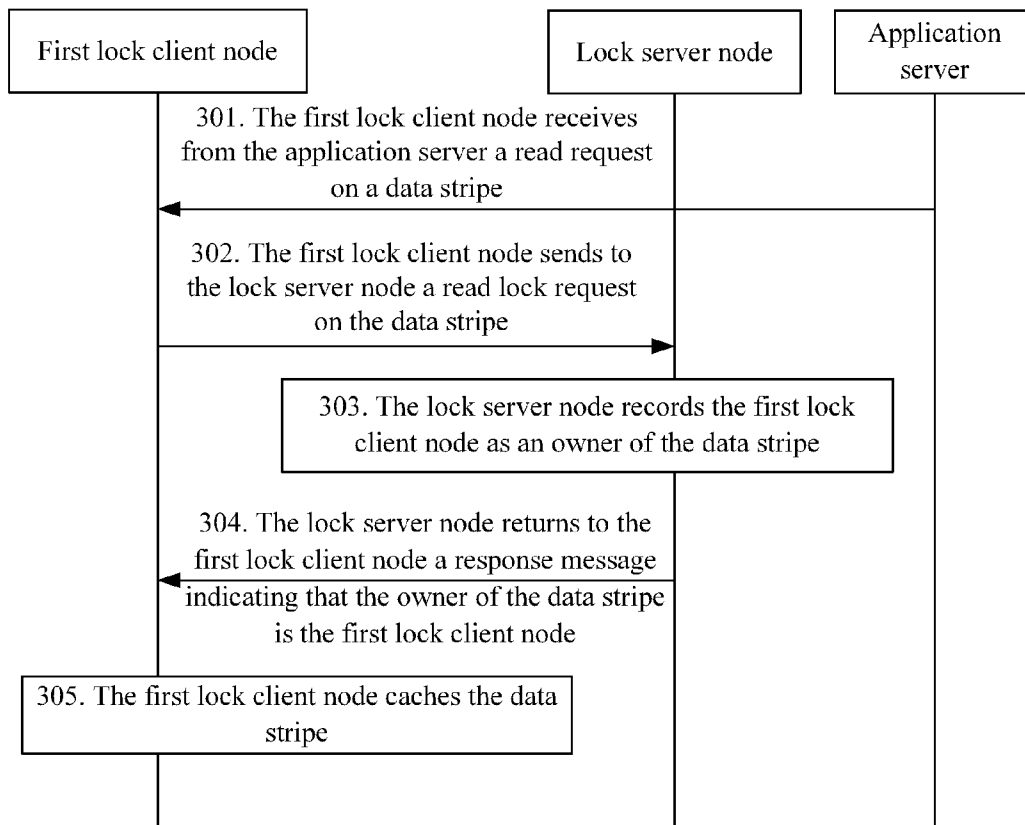 First lock client node
Lock server node
Application
server
301. The first lock client node receives
from the application server a read request
on a data stripe
302. The first lock client node sends to
the lock server node a read lock request
on the data stripe
303. The lock server node records the first lock
client node as an owner of the data stripe
304. The lock server node returns to the
first lock client node a response message
indicating that the owner of the data stripe
is the first lock client node
305. The first lock client node caches the data
stripe